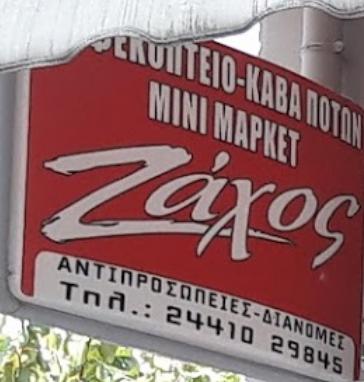 ΦΕΚΟΠΤΕΙΟ-ΚΑΒΑ ΠΟΤΩΝ
ΜΙΝΙ ΜΑΡΚΕΤ
Ζάχος
ΑΝΤΙΠΡΟΣΩΠΕΙΕΣ-ΔΙΑΝΟΜΕΣ
Τηλ.: 24410 29845